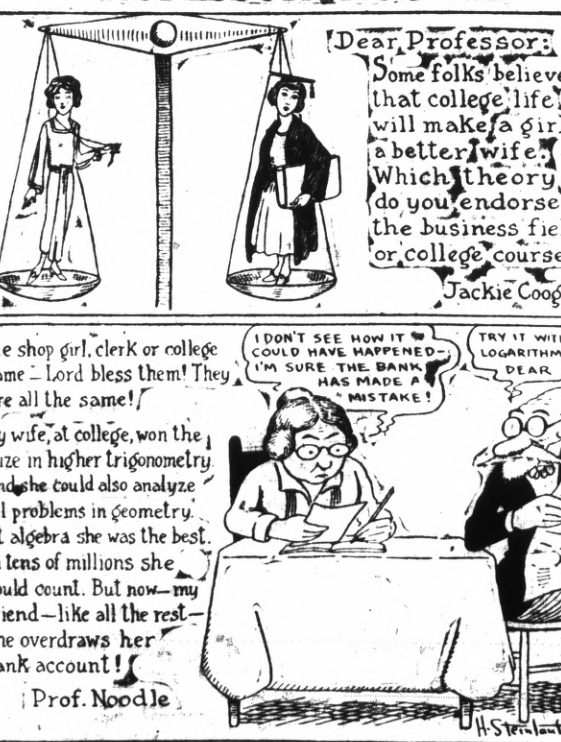 Dear Professor:
Some folks believe
that college life
will make a girl
a better wife.
Which theory
do you endorse
the business fie
or college course
Jackie Coog
e shop girl, clerk or college
ame – Lord bless them! They
re all the same!
y wife, at college, won the
ize in higher trigonometry.
nd she could also analyze
l problems in geometry.
t algebra she was the best.
n tens of millions she
ould count. But now—my
riend—like all the rest—
he overdraws her
ank account!
Prof. Noodle
I DON'T SEE HOW IT
COULD HAVE HAPPENED–
I'M SURE THE BANK
HAS MADE A
MISTAKE!
TRY IT WIT
LOGARITHM
DEAR
H. Steinlaut